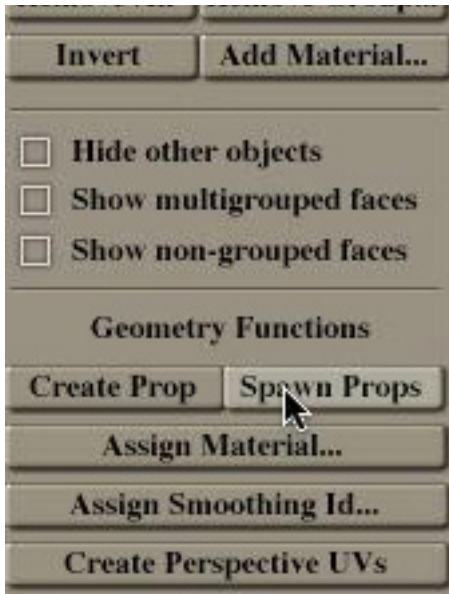 Invert Add Material...
Hide other objects
Show multigrouped faces
Show non-grouped faces
Geometry Functions
Create Prop Spawn Props
Assign Material...
Assign Smoothing Id...
Create Perspective UVs